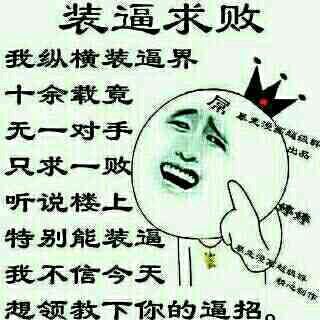 装逼求败
我纵横装逼界
十余载竟
无一对手
只求一败
听说楼上
特别能装逼
我不信今天
想领教下你的逼招。
屌
出品